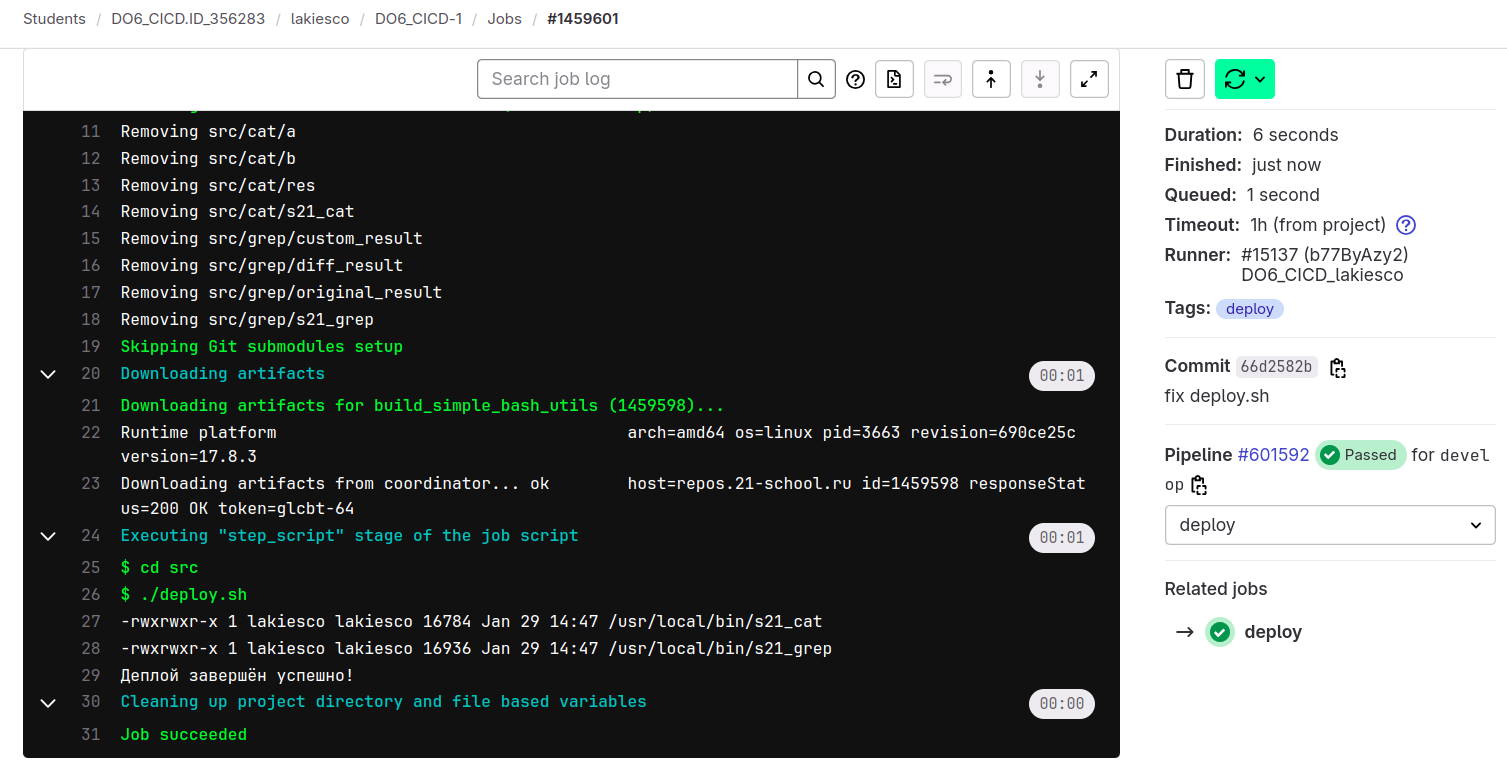 Students / DO6_CICD.ID_356283 / lakiesco / DO6_CICD-1 / Jobs / #1459601
Search job log
11 Removing src/cat/a
12 Removing src/cat/b
13 Removing src/cat/res
14 Removing src/cat/s21_cat
15 Removing src/grep/custom_result
16 Removing src/grep/diff_result
17 Removing src/grep/original_result
18 Removing src/grep/s21_grep
19 Skipping Git submodules setup
20 Downloading artifacts 00:01
21 Downloading artifacts for build_simple_bash_utils (1459598)...
22 Runtime platform arch=amd64 os=linux pid=3663 revision=690ce25c
version=17.8.3
23 Downloading artifacts from coordinator... ok host=repos.21-school.ru id=1459598 responseStat
us=200 OK token=glcbt-64
24 Executing "step_script" stage of the job script 00:01
25 $ cd src
26 $ ./deploy.sh
27 -rwxrwxr-x 1 lakiesco lakiesco 16784 Jan 29 14:47 /usr/local/bin/s21_cat
28 -rwxrwxr-x 1 lakiesco lakiesco 16936 Jan 29 14:47 /usr/local/bin/s21_grep
29 Деплой завершён успешно!
30 Cleaning up project directory and file based variables 00:00
31 Job succeeded
Duration: 6 seconds
Finished: just now
Queued: 1 second
Timeout: 1h (from project)
Runner: #15137 (b77ByAzy2)
DO6_CICD_lakiesco
Tags: deploy
Commit 66d2582b
fix deploy.sh
Pipeline #601592 Passed for devel
op
deploy
Related jobs
→ deploy